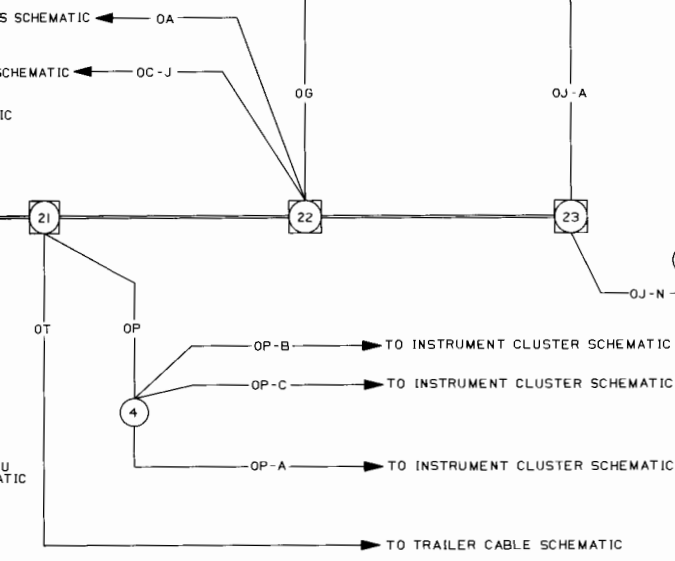 S SCHEMATIC OA
SCHEMATIC OC-J
OG OJ-A
IC
21 22 23
OJ-N
OT OP
OP-B TO INSTRUMENT CLUSTER SCHEMATIC
OP-C TO INSTRUMENT CLUSTER SCHEMATIC
4
OP-A TO INSTRUMENT CLUSTER SCHEMATIC
U
ATIC
TO TRAILER CABLE SCHEMATIC